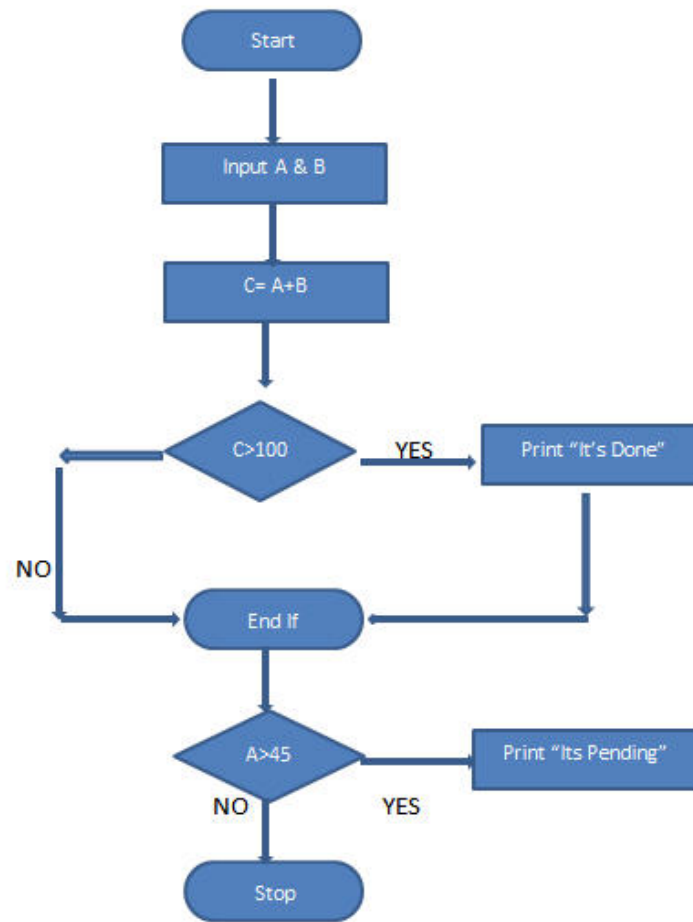 Start
Input A & B
C= A+B
C>100
YES
Print “It’s Done”
NO
End If
A>45
Print “Its Pending”
NO
YES
Stop